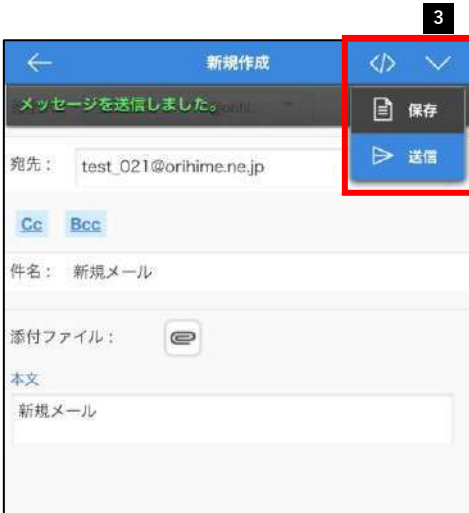 3
新規作成
</>
メッセージを送信しました。
保存
送信
宛先： test_021@orihime.ne.jp
Cc Bcc
件名： 新規メール
添付ファイル：
本文
新規メール